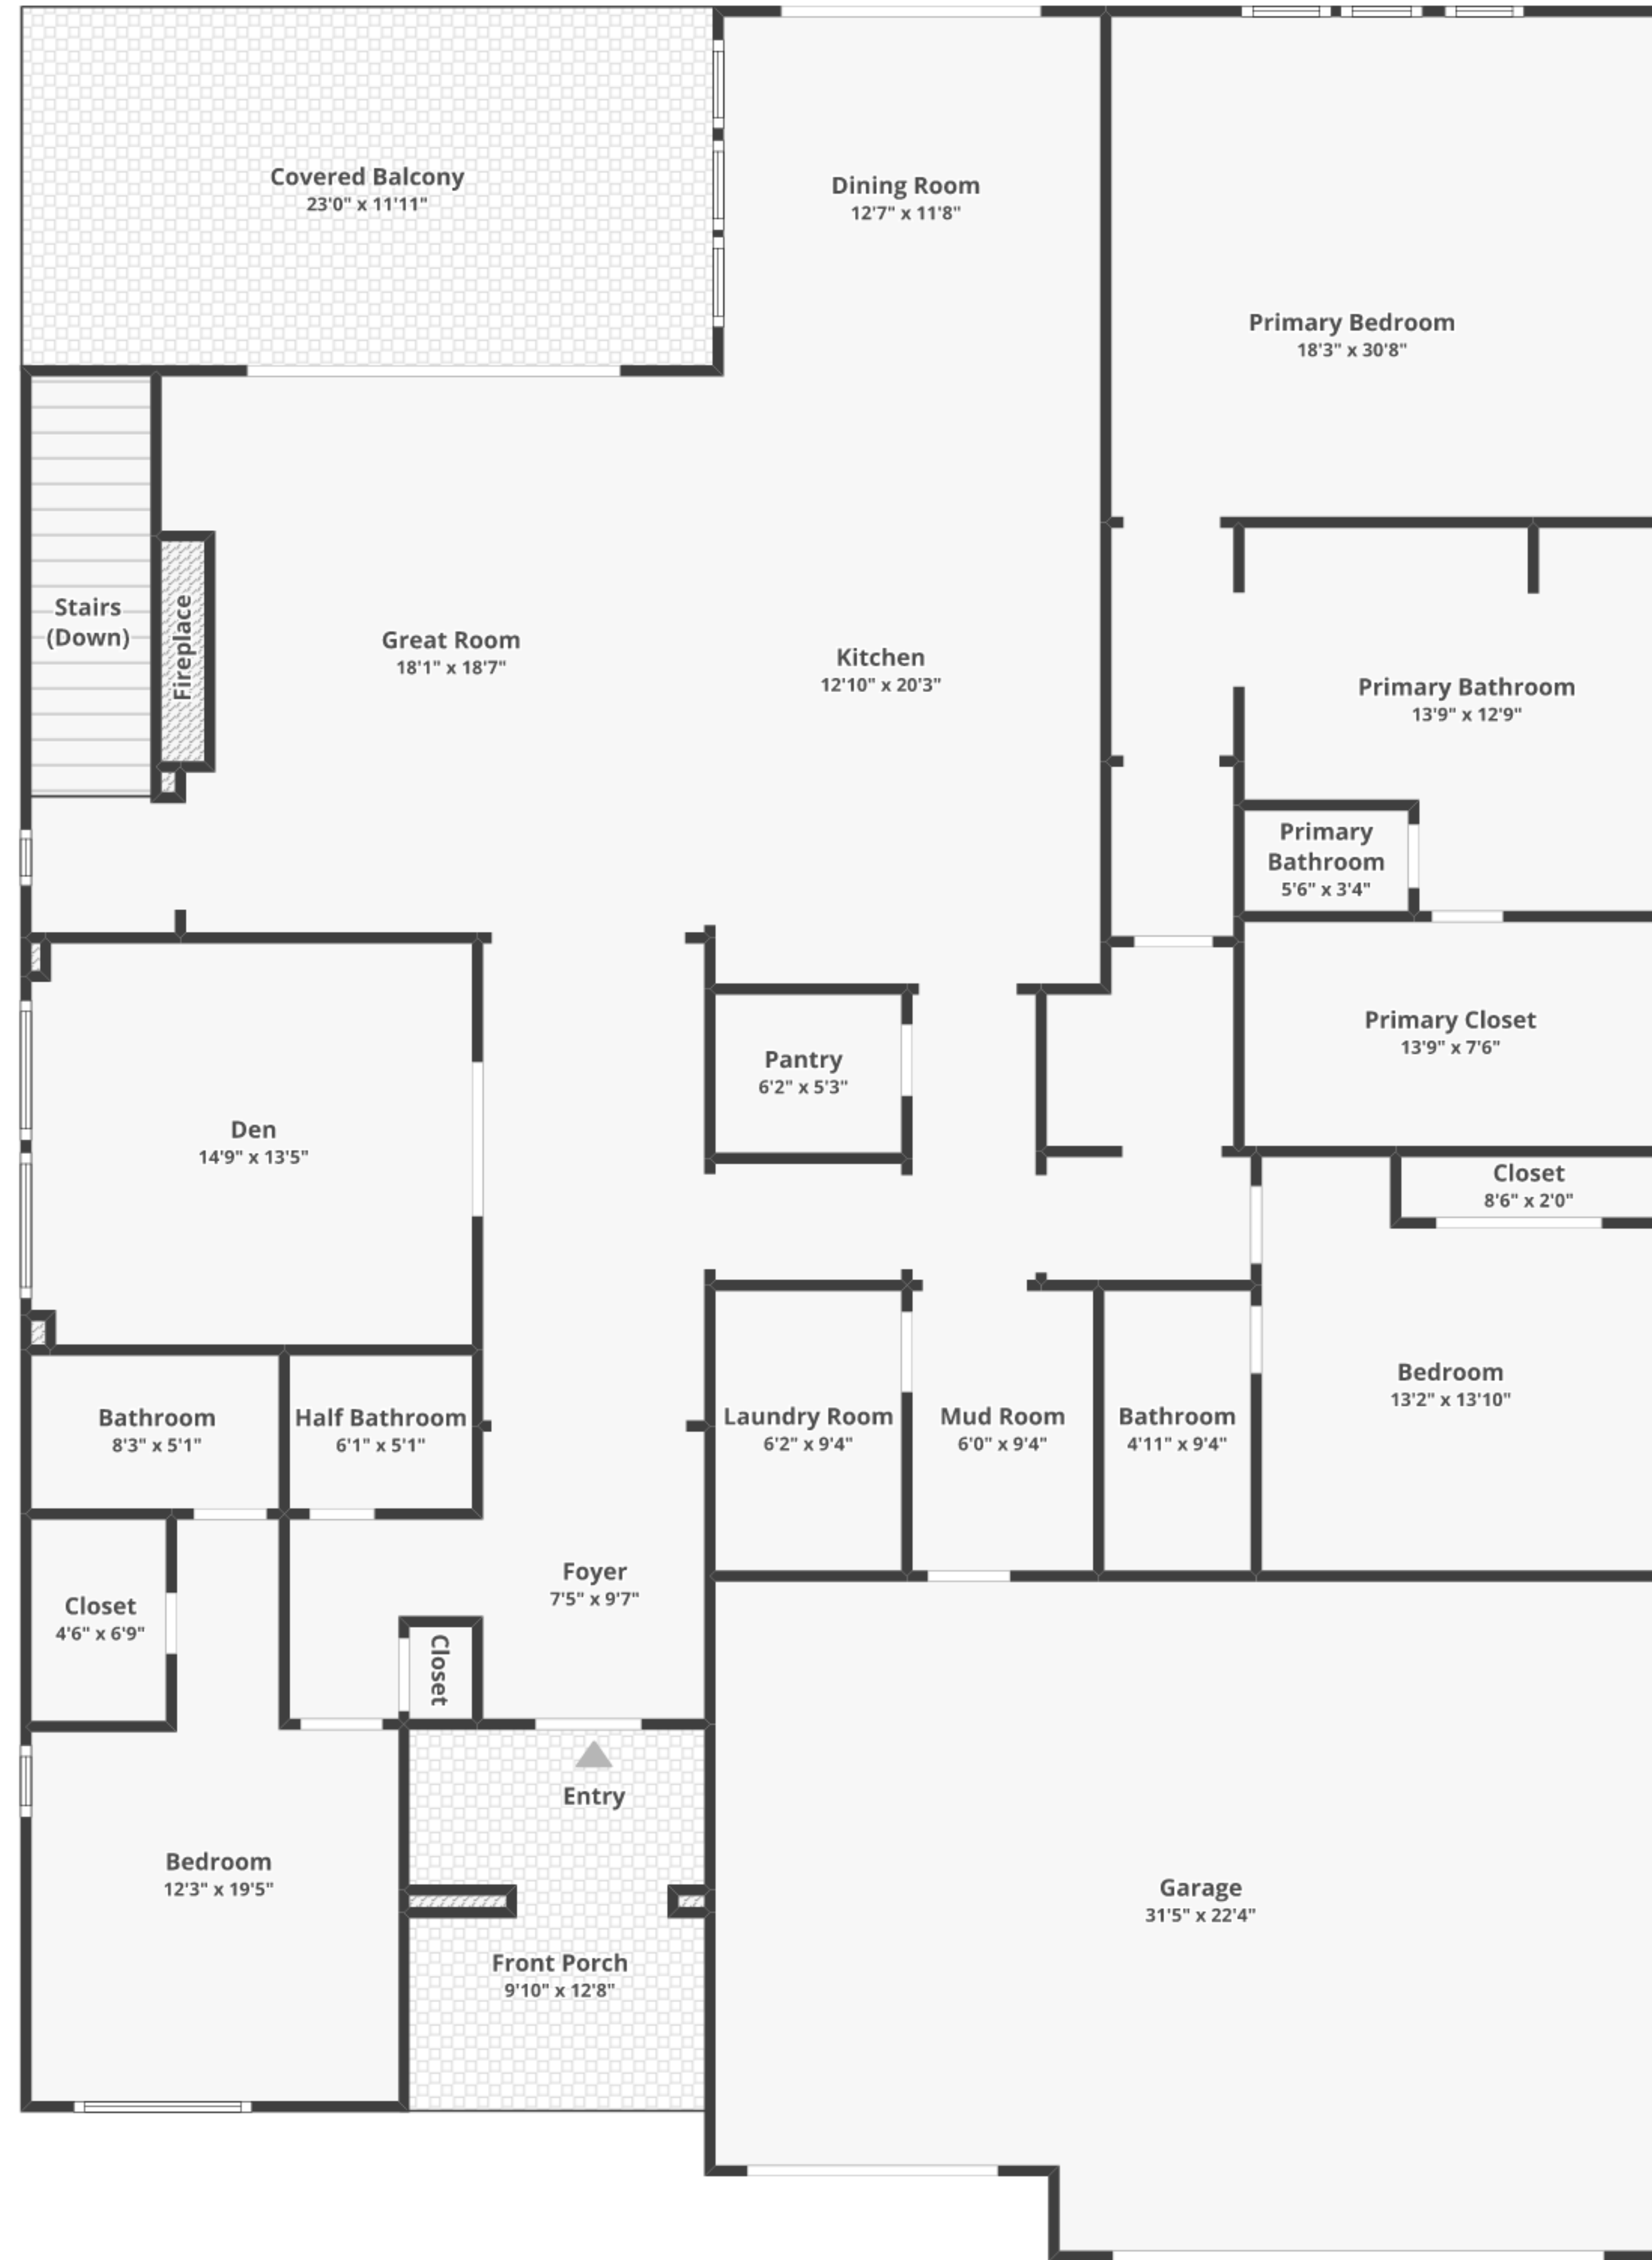 Covered Balcony
23'0" x 11'11"
Dining Room
12'7" x 11'8"
Primary Bedroom
18'3" x 30'8"
Stairs
(Down)
Fireplace
Great Room
18'1" x 18'7"
Kitchen
12'10" x 20'3"
Primary Bathroom
13'9" x 12'9"
Primary
Bathroom
5'6" x 3'4"
Primary Closet
13'9" x 7'6"
Pantry
6'2" x 5'3"
Den
14'9" x 13'5"
Closet
8'6" x 2'0"
Bedroom
13'2" x 13'10"
Bathroom
8'3" x 5'1"
Half Bathroom
6'1" x 5'1"
Laundry Room
6'2" x 9'4"
Mud Room
6'0" x 9'4"
Bathroom
4'11" x 9'4"
Foyer
7'5" x 9'7"
Closet
4'6" x 6'9"
Closet
Entry
Bedroom
12'3" x 19'5"
Garage
31'5" x 22'4"
Front Porch
9'10" x 12'8"